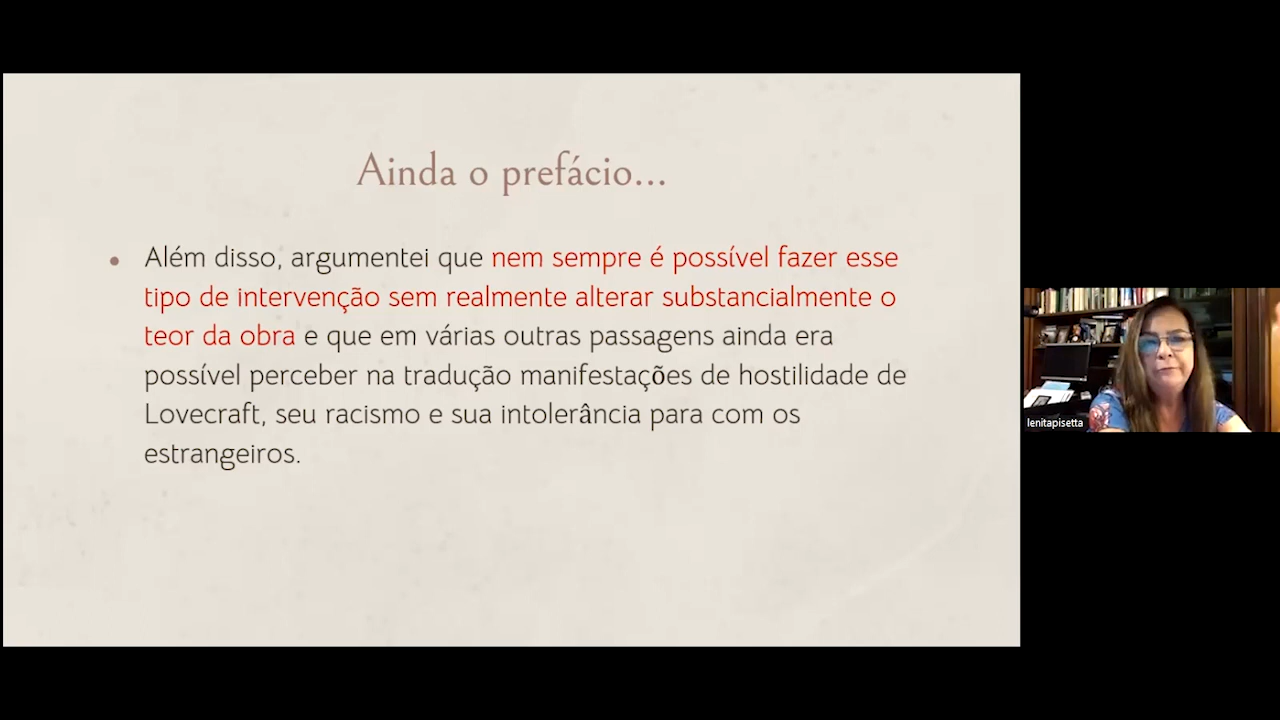 Ainda o prefácio...
• Além disso, argumentei que nem sempre é possível fazer esse
tipo de intervenção sem realmente alterar substancialmente o
teor da obra e que em várias outras passagens ainda era
possível perceber na tradução manifestações de hostilidade de
Lovecraft, seu racismo e sua intolerância para com os
estrangeiros.
lenitapisetta